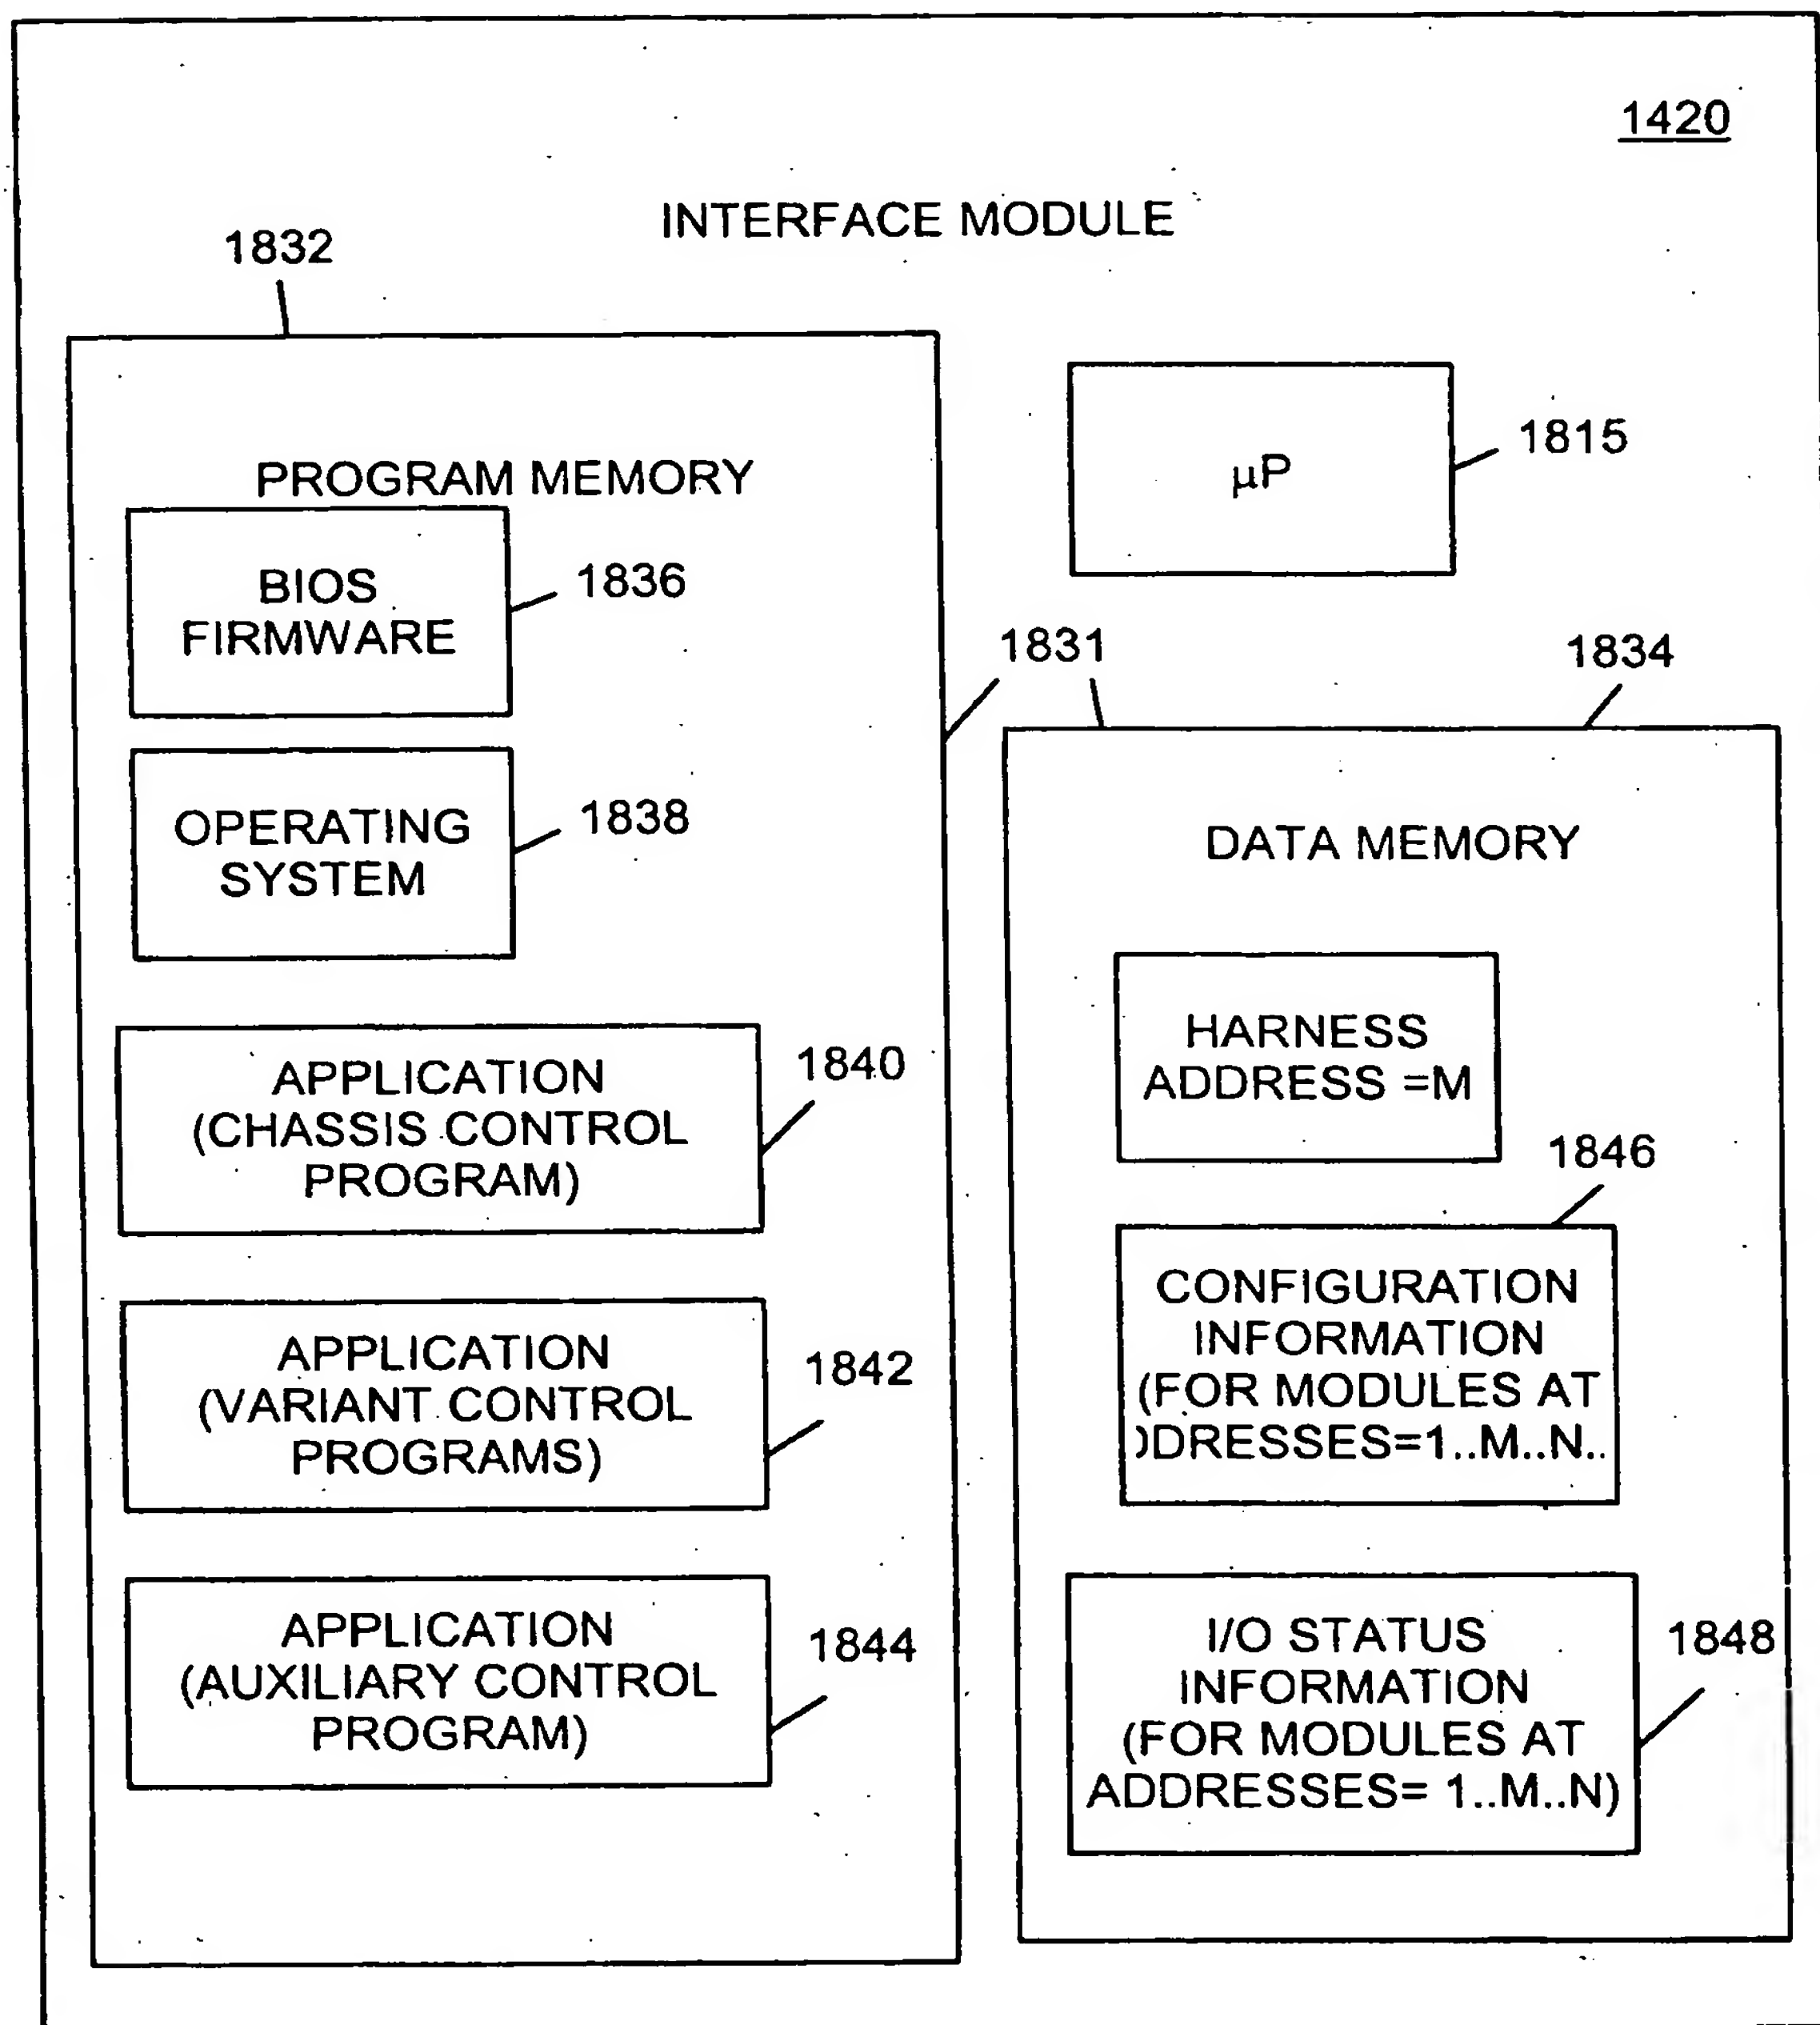 1420
INTERFACE MODULE
1832
PROGRAM MEMORY
BIOS
FIRMWARE
1836
OPERATING
SYSTEM
1838
APPLICATION
(CHASSIS CONTROL
PROGRAM)
1840
APPLICATION
(VARIANT CONTROL
PROGRAMS)
1842
APPLICATION
(AUXILIARY CONTROL
PROGRAM)
1844
µP
1815
1831
1834
DATA MEMORY
HARNESS
ADDRESS =M
1846
CONFIGURATION
INFORMATION
(FOR MODULES AT
DDRESSES=1..M..N..
I/O STATUS
INFORMATION
(FOR MODULES AT
ADDRESSES= 1..M..N)
1848